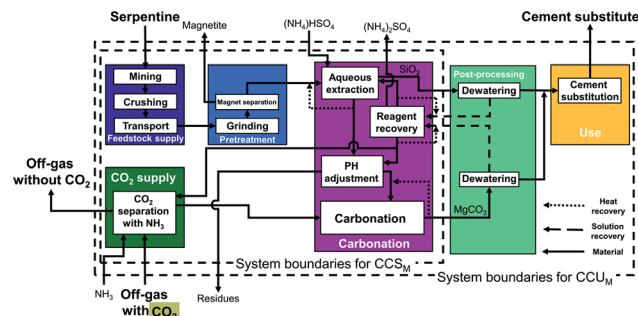 Serpentine
Magnetite
(NH₄)HSO₄
(NH₄)₂SO₄
Cement substitute
Mining
Crushing
Transport
Feedstock supply
Magnet separation
Grinding
Pretreatment
Aqueous
extraction
SiO₂
Reagent
recovery
PH
adjustment
Carbonation
Carbonation
Post-processing
Dewatering
Dewatering
MgCO₃
Cement
substitution
Use
Off-gas
without CO₂
CO₂ supply
CO₂
separation
with NH₃
Heat
recovery
Solution
recovery
Material
System boundaries for CCS_M
System boundaries for CCU_M
NH₃
Off-gas
with CO₂
Residues